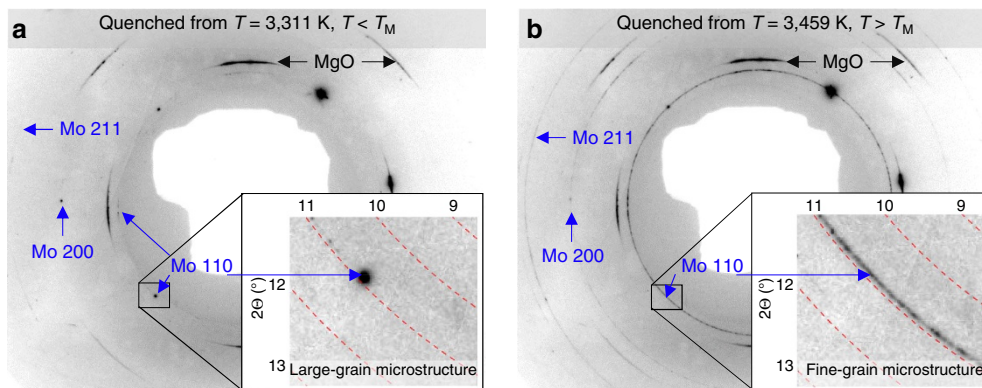 a
Quenched from T = 3,311 K, T < T_M
MgO
Mo 211
Mo 200
Mo 110
11 10 9
12
13
2Θ (°)
Large-grain microstructure
b
Quenched from T = 3,459 K, T > T_M
MgO
Mo 211
Mo 200
Mo 110
11 10 9
12
13
2Θ (°)
Fine-grain microstructure